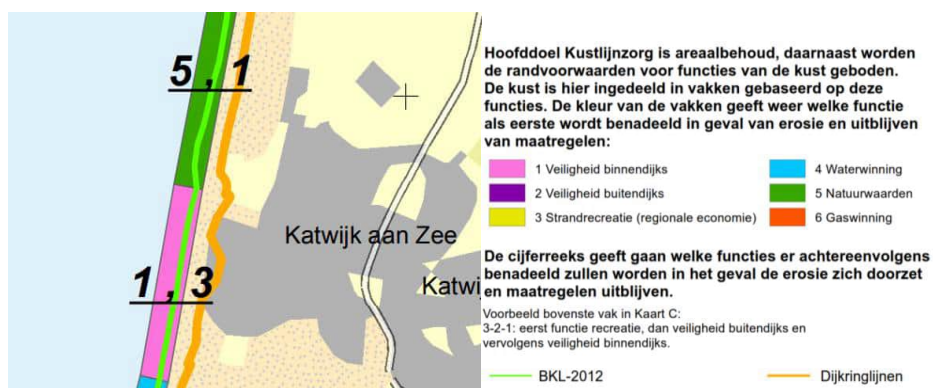 5 , 1
Katwijk aan Zee
Katwi
1 , 3
Hoofddoel Kustlijnzorg is areaalbehoud, daarnaast worden
de randvoorwaarden voor functies van de kust geboden.
De kust is hier ingedeeld in vakken gebaseerd op deze
functies. De kleur van de vakken geeft weer welke functie
als eerste wordt benadeeld in geval van erosie en uitblijven
van maatregelen:
1 Veiligheid binnendijks
4 Waterwinning
2 Veiligheid buitendijks
5 Natuurwaarden
3 Strandrecreatie (regionale economie)
6 Gaswinning
De cijferreeks geeft gaan welke functies er achtereenvolgens
benadeeld zullen worden in het geval de erosie zich doorzet
en maatregelen uitblijven.
Voorbeeld bovenste vak in Kaart C:
3-2-1: eerst functie recreatie, dan veiligheid buitendijks en
vervolgens veiligheid binnendijks.
BKL-2012
Dijkringlijnen